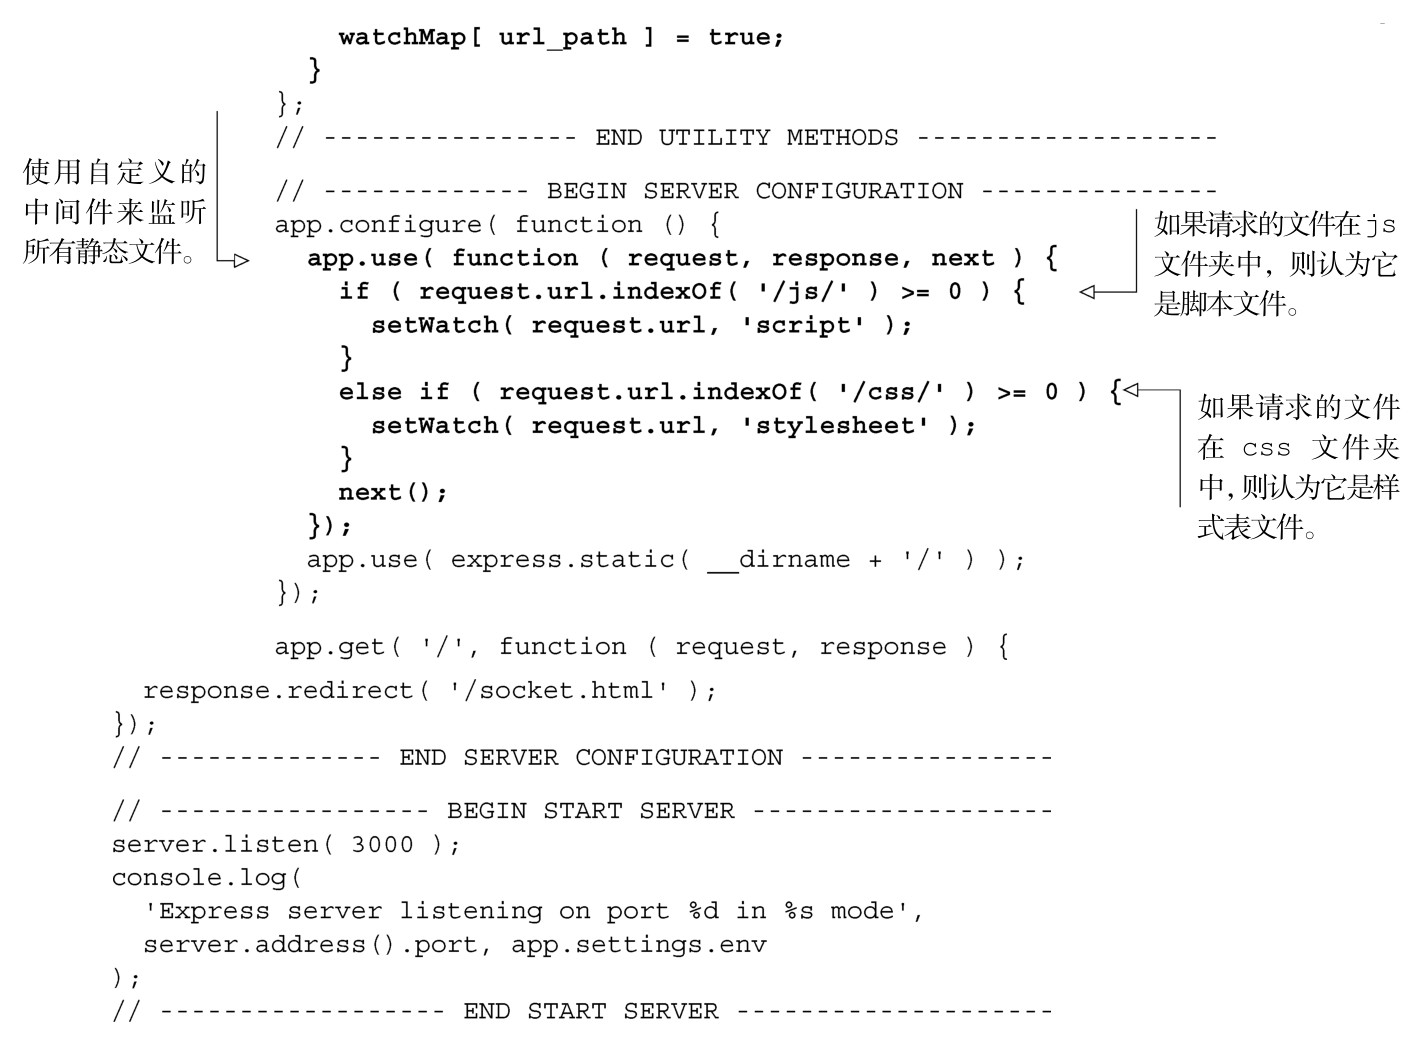 watchMap[ url_path ] = true;
  }
};
// ---------------- END UTILITY METHODS -------------------
使用自定义的
中间件来监听
所有静态文件。
// ------------- BEGIN SERVER CONFIGURATION ---------------
app.configure( function () {
  app.use( function ( request, response, next ) {
    if ( request.url.indexOf( '/js/' ) >= 0 ) {
      setWatch( request.url, 'script' );
    }
如果请求的文件在 js
文件夹中，则认为它
是脚本文件。
    else if ( request.url.indexOf( '/css/' ) >= 0 ) {
      setWatch( request.url, 'stylesheet' );
    }
    next();
  });
如果请求的文件
在 css 文件夹
中，则认为它是样
式表文件。
  app.use( express.static( __dirname + '/' ) );
});
app.get( '/', function ( request, response ) {
  response.redirect( '/socket.html' );
});
// -------------- END SERVER CONFIGURATION ----------------
// ----------------- BEGIN START SERVER -------------------
server.listen( 3000 );
console.log(
  'Express server listening on port %d in %s mode',
  server.address().port, app.settings.env
);
// ------------------ END START SERVER --------------------